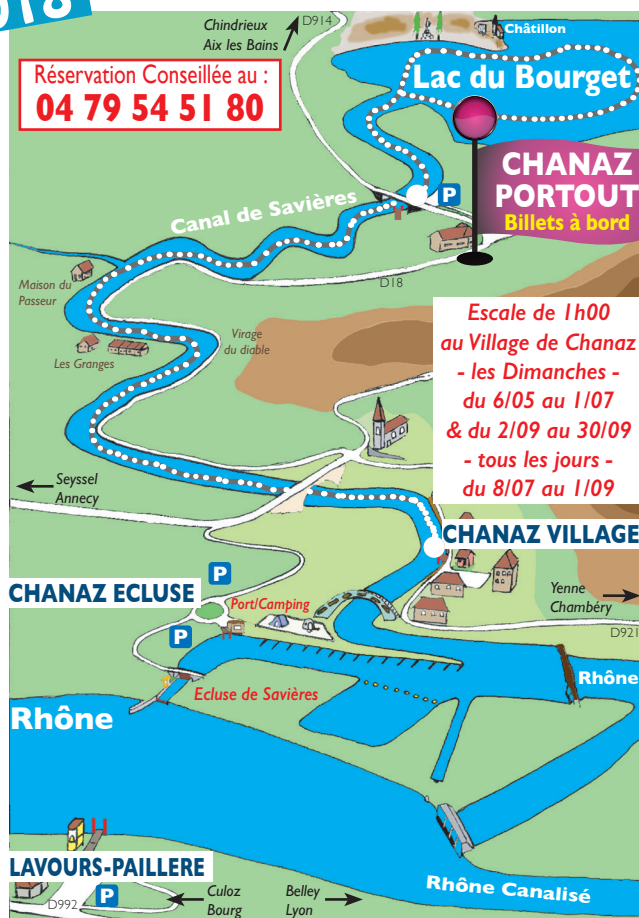 018
Chindrieux
Aix les Bains
D914
Châtillon
Réservation Conseillée au :
04 79 54 51 80
Lac du Bourget
CHANAZ
PORTOUT
Billets à bord
P
Canal de Savières
D18
Maison du
Passeur
Virage
du diable
Les Granges
Escale de 1h00
au Village de Chanaz
- les Dimanches -
du 6/05 au 1/07
& du 2/09 au 30/09
- tous les jours -
du 8/07 au 1/09
Seyssel
Annecy
CHANAZ VILLAGE
P
CHANAZ ECLUSE
Port/Camping
Yenne
Chambéry
D921
P
Ecluse de Savières
Rhône
Rhône
LAVOURS-PAILLERE
Rhône Canalisé
D992
P
Culoz
Bourg
Belley
Lyon